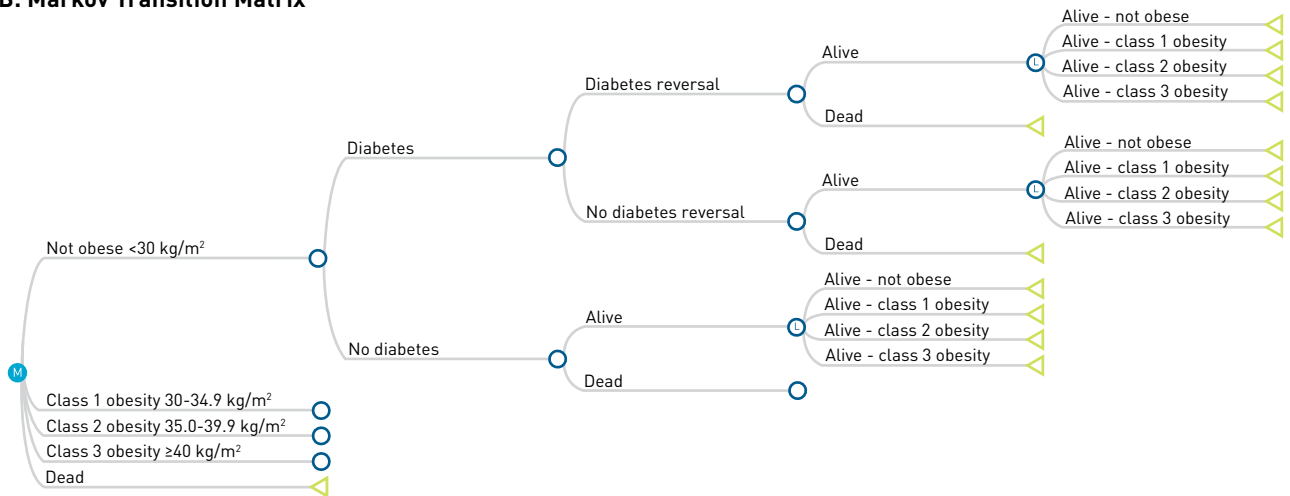 B. Markov Transition Matrix
Not obese <30 kg/m²
Diabetes
Diabetes reversal
Alive
L
Alive - not obese
Alive - class 1 obesity
Alive - class 2 obesity
Alive - class 3 obesity
Dead
No diabetes reversal
Alive
L
Alive - not obese
Alive - class 1 obesity
Alive - class 2 obesity
Alive - class 3 obesity
Dead
No diabetes
Alive
L
Alive - not obese
Alive - class 1 obesity
Alive - class 2 obesity
Alive - class 3 obesity
Dead
M
Class 1 obesity 30-34.9 kg/m²
Class 2 obesity 35.0-39.9 kg/m²
Class 3 obesity ≥40 kg/m²
Dead